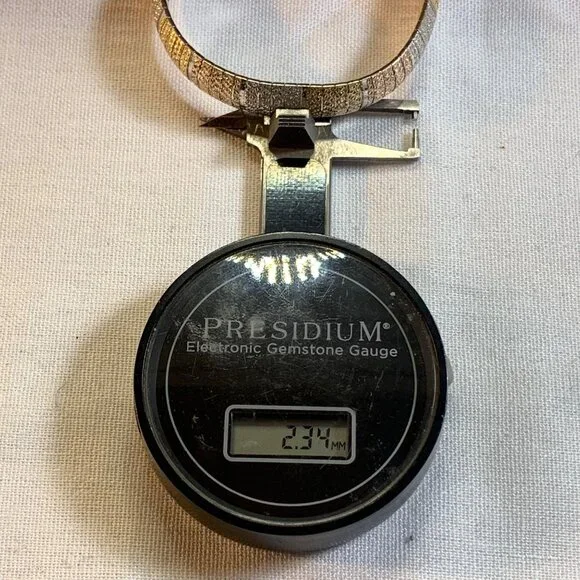 PRESIDIUM®
Electronic Gemstone Gauge
2.34 MM